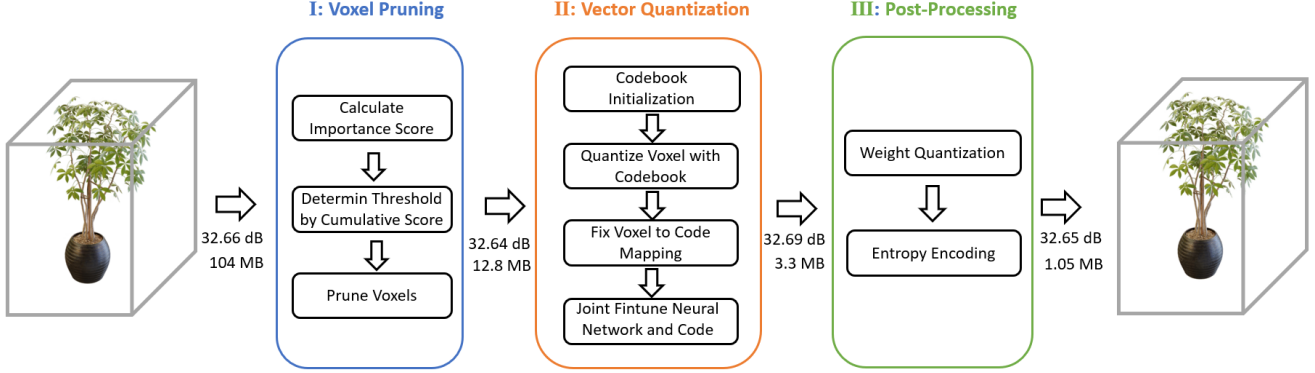 I: Voxel Pruning
Calculate
Importance Score
Determin Threshold
by Cumulative Score
Prune Voxels
II: Vector Quantization
Codebook
Initialization
Quantize Voxel with
Codebook
Fix Voxel to Code
Mapping
Joint Fintune Neural
Network and Code
III: Post-Processing
Weight Quantization
Entropy Encoding
32.66 dB
104 MB
32.64 dB
12.8 MB
32.69 dB
3.3 MB
32.65 dB
1.05 MB